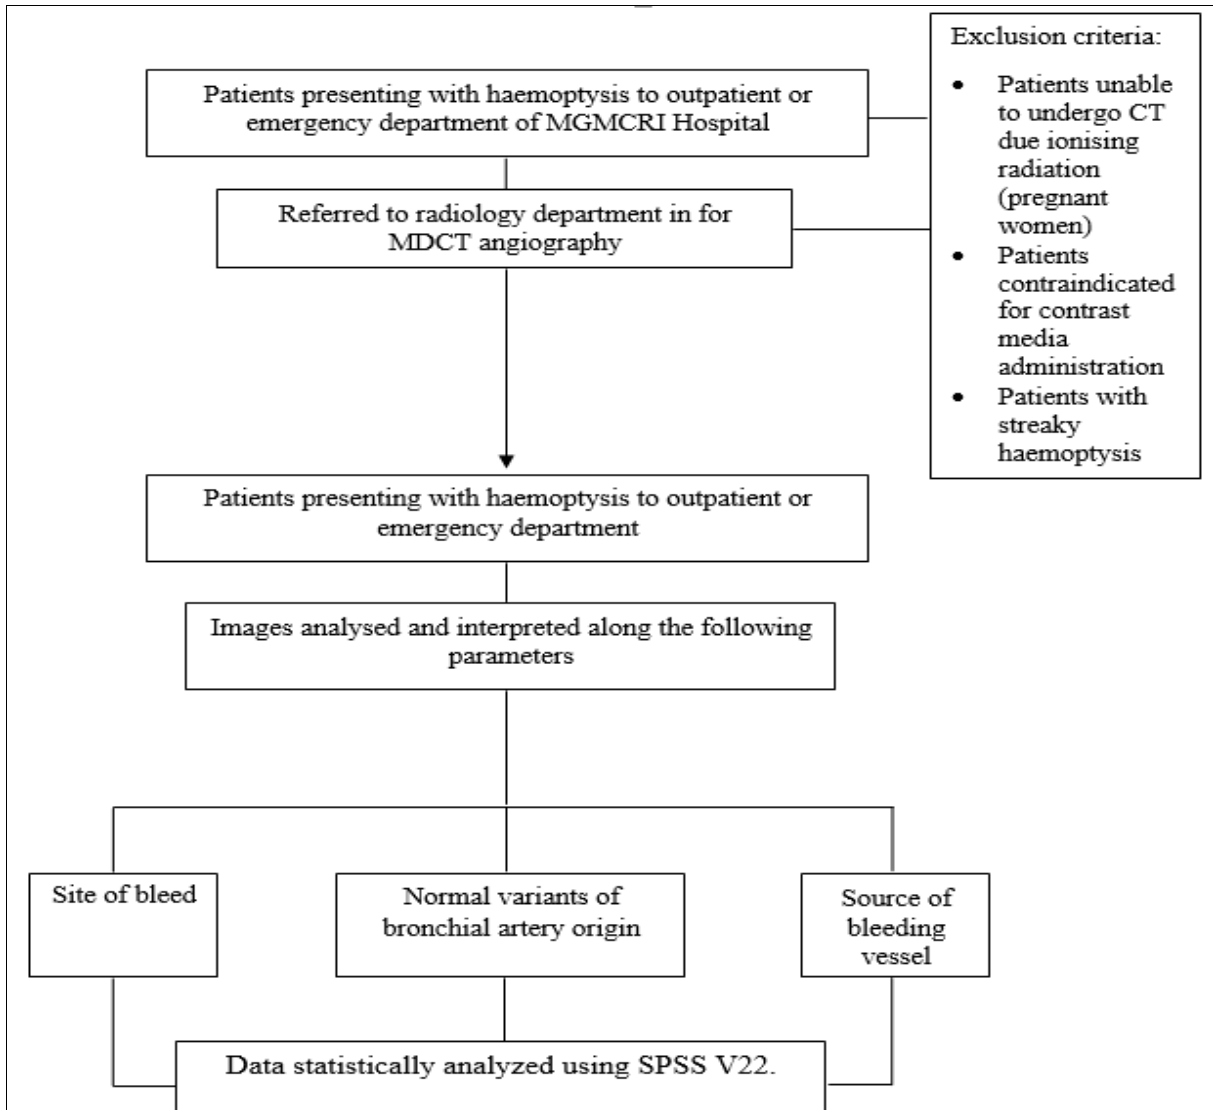 Exclusion criteria:
• Patients unable
to undergo CT
due ionising
radiation
(pregnant
women)
• Patients
contraindicated
for contrast
media
administration
• Patients with
streaky
haemoptysis
Patients presenting with haemoptysis to outpatient or
emergency department of MGMCRI Hospital
Referred to radiology department in for
MDCT angiography
Patients presenting with haemoptysis to outpatient or
emergency department
Images analysed and interpreted along the following
parameters
Site of bleed
Normal variants of
bronchial artery origin
Source of
bleeding
vessel
Data statistically analyzed using SPSS V22.